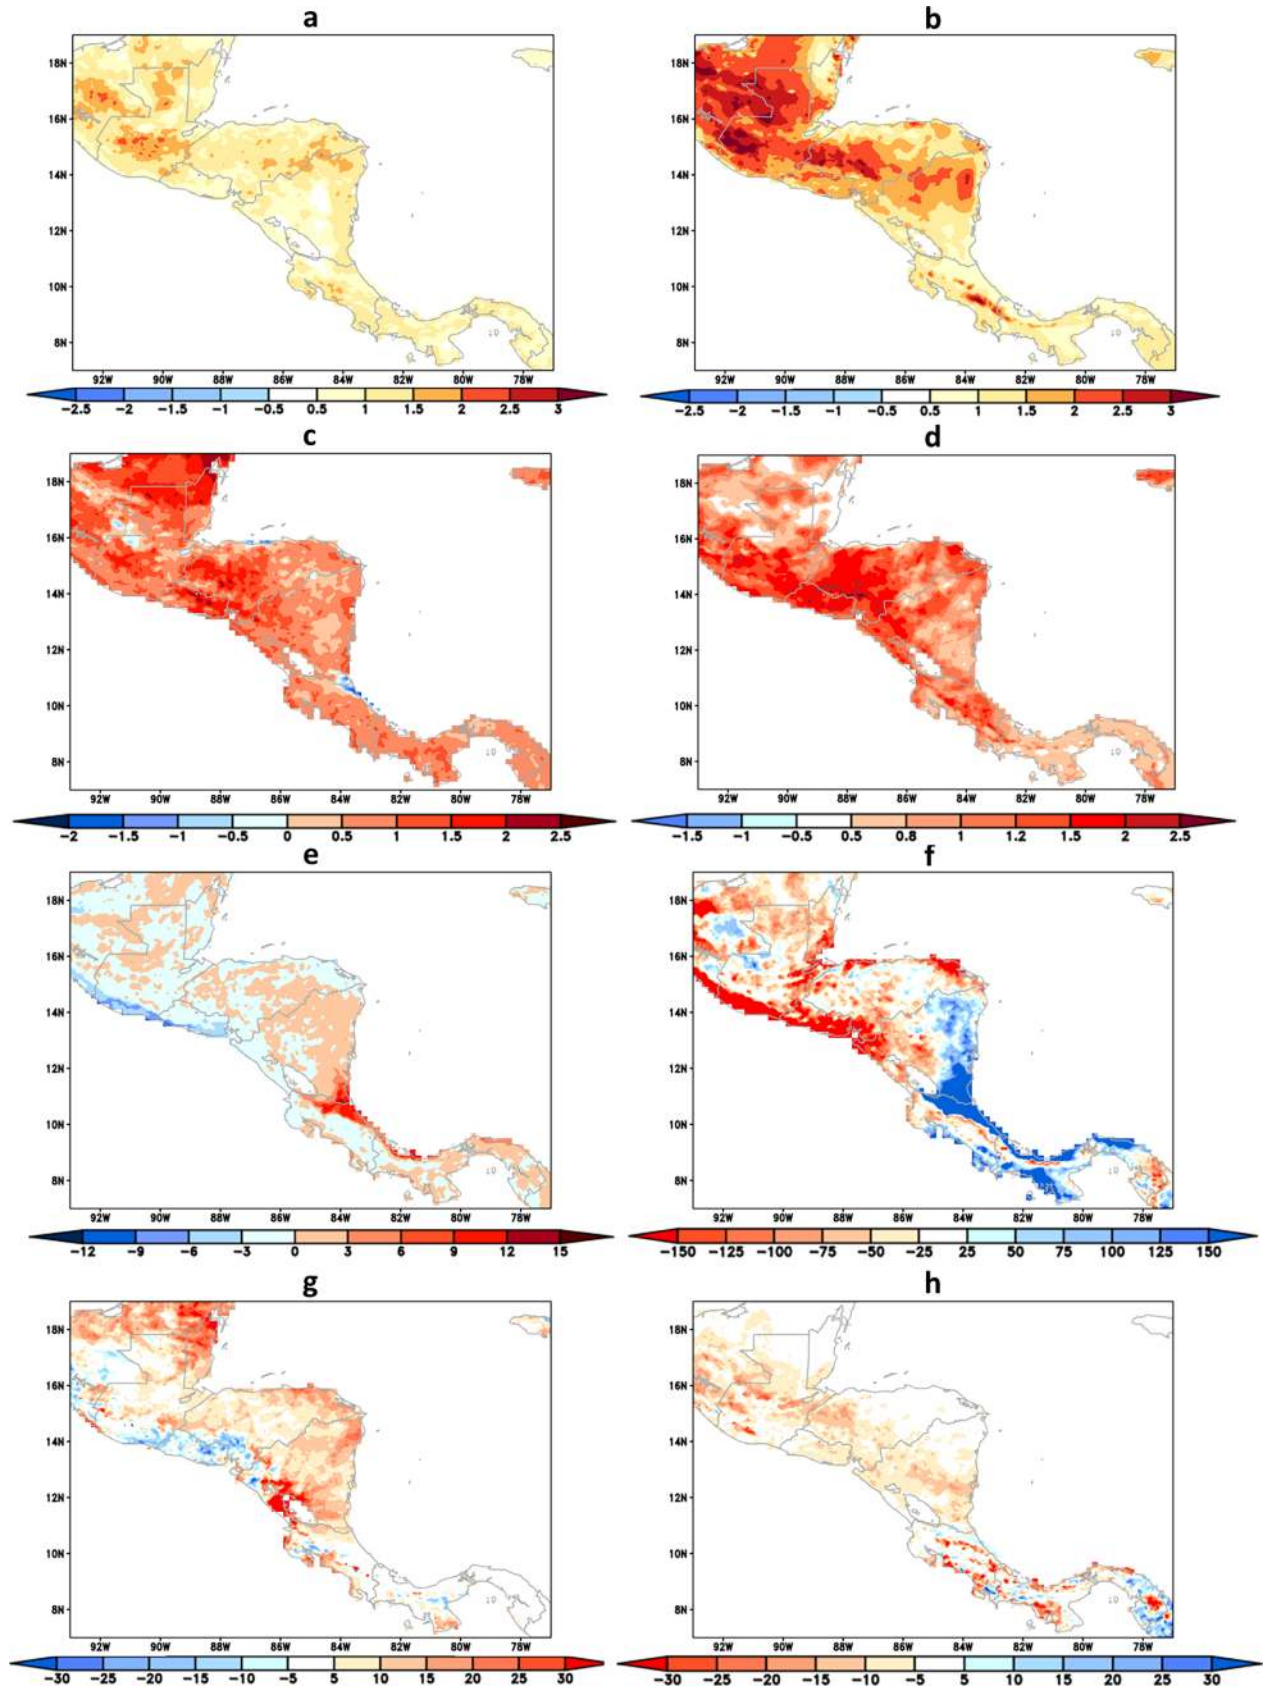 a b
18N 18N
16N 16N
14N 14N
12N 12N
10N 10N
8N 8N
92W 90W 88W 86W 84W 82W 80W 78W 92W 90W 88W 86W 84W 82W 80W 78W
−2.5 −2 −1.5 −1 −0.5 0.5 1 1.5 2 2.5 3 −2.5 −2 −1.5 −1 −0.5 0.5 1 1.5 2 2.5 3
c d
18N 18N
16N 16N
14N 14N
12N 12N
10N 10N
8N 8N
92W 90W 88W 86W 84W 82W 80W 78W 92W 90W 88W 86W 84W 82W 80W 78W
−2 −1.5 −1 −0.5 0 0.5 1 1.5 2 2.5 −1.5 −1 −0.5 0.5 0.8 1 1.2 1.5 2 2.5
e f
18N 18N
16N 16N
14N 14N
12N 12N
10N 10N
8N 8N
92W 90W 88W 86W 84W 82W 80W 78W 92W 90W 88W 86W 84W 82W 80W 78W
−12 −9 −6 −3 0 3 6 9 12 15 −150 −125 −100 −75 −50 −25 25 50 75 100 125 150
g h
18N 18N
16N 16N
14N 14N
12N 12N
10N 10N
8N 8N
92W 90W 88W 86W 84W 82W 80W 78W 92W 90W 88W 86W 84W 82W 80W 78W
−30 −25 −20 −15 −10 −5 5 10 15 20 25 30 −30 −25 −20 −15 −10 −5 5 10 15 20 25 30